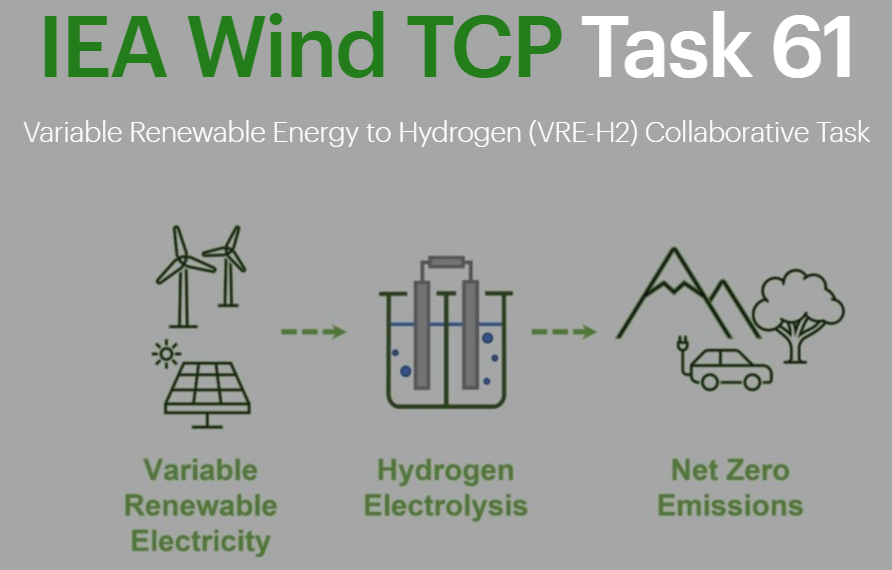 IEA Wind TCP Task 61
Variable Renewable Energy to Hydrogen (VRE-H2) Collaborative Task
Variable
Renewable
Electricity
Hydrogen
Electrolysis
Net Zero
Emissions